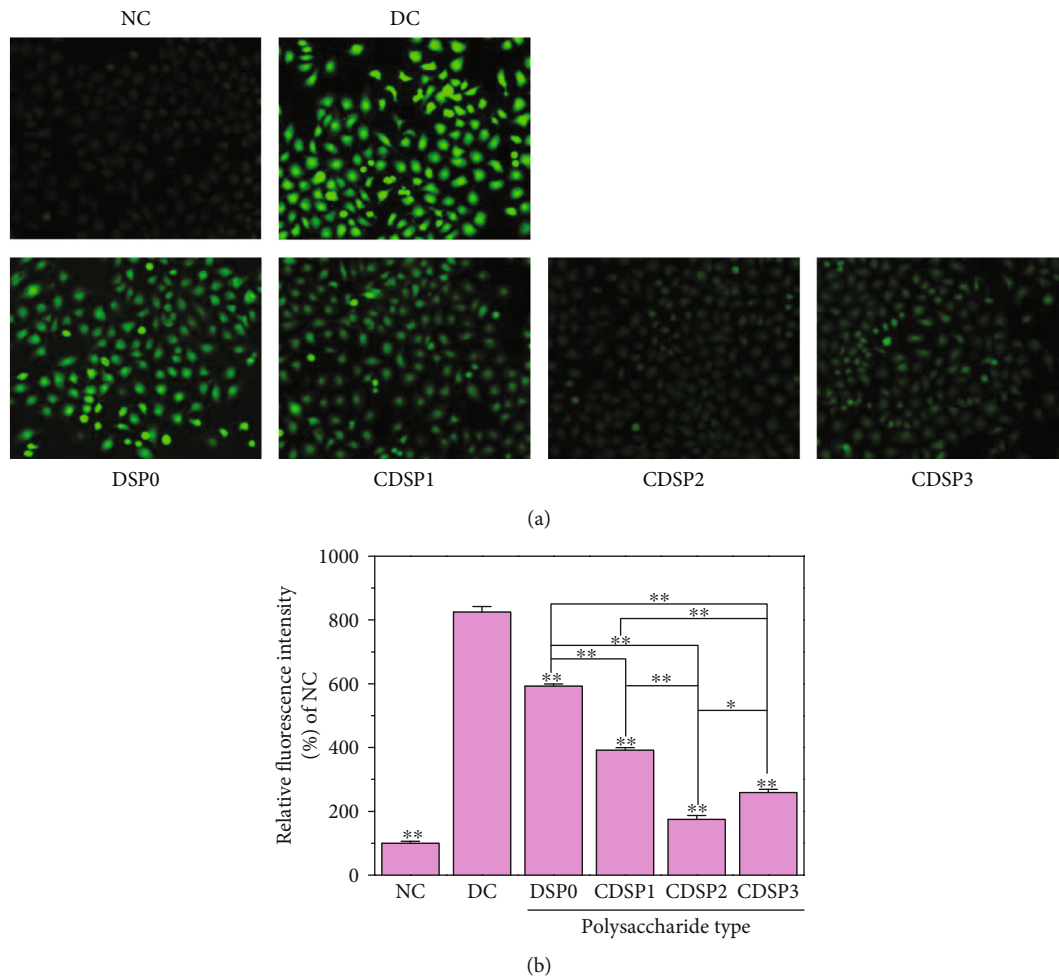 NC DC
DSP0 CDSP1 CDSP2 CDSP3
(a)
1000
800
600
400
200
0
Relative fluorescence intensity
(%) of NC
**
**
**
**
**
**
**
*
**
**
**
**
NC DC DSP0 CDSP1 CDSP2 CDSP3
Polysaccharide type
(b)